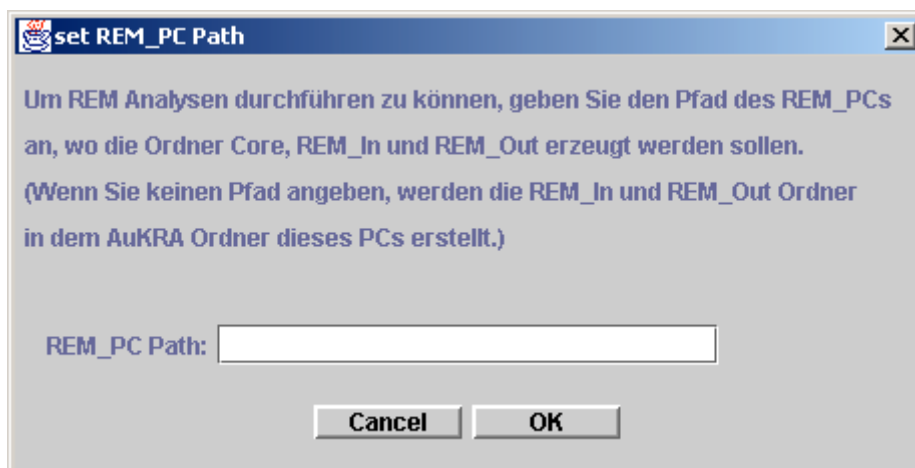 set REM_PC Path
Um REM Analysen durchführen zu können, geben Sie den Pfad des REM_PCs
an, wo die Ordner Core, REM_In und REM_Out erzeugt werden sollen.
(Wenn Sie keinen Pfad angeben, werden die REM_In und REM_Out Ordner
in dem AuKRA Ordner dieses PCs erstellt.)
REM_PC Path:
Cancel OK